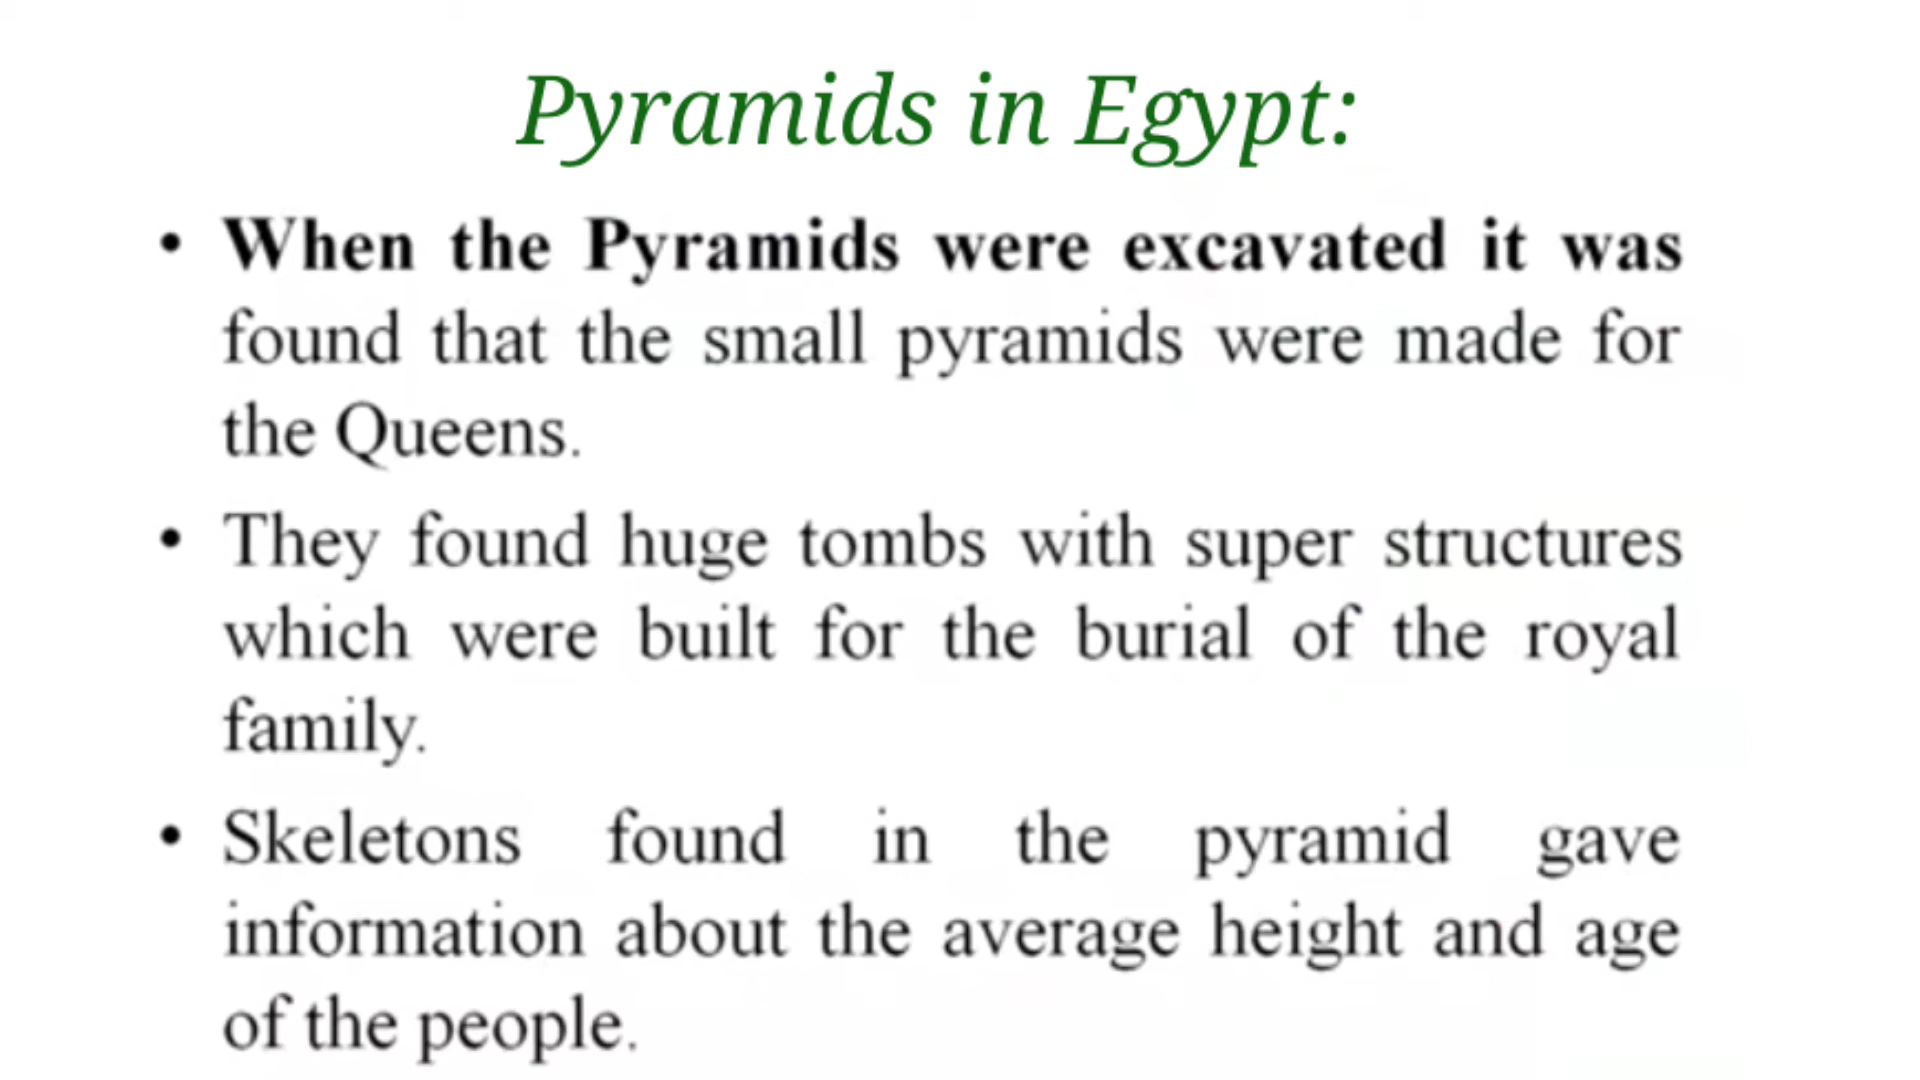 Pyramids in Egypt:
• When the Pyramids were excavated it was
found that the small pyramids were made for
the Queens.
• They found huge tombs with super structures
which were built for the burial of the royal
family.
• Skeletons found in the pyramid gave
information about the average height and age
of the people.